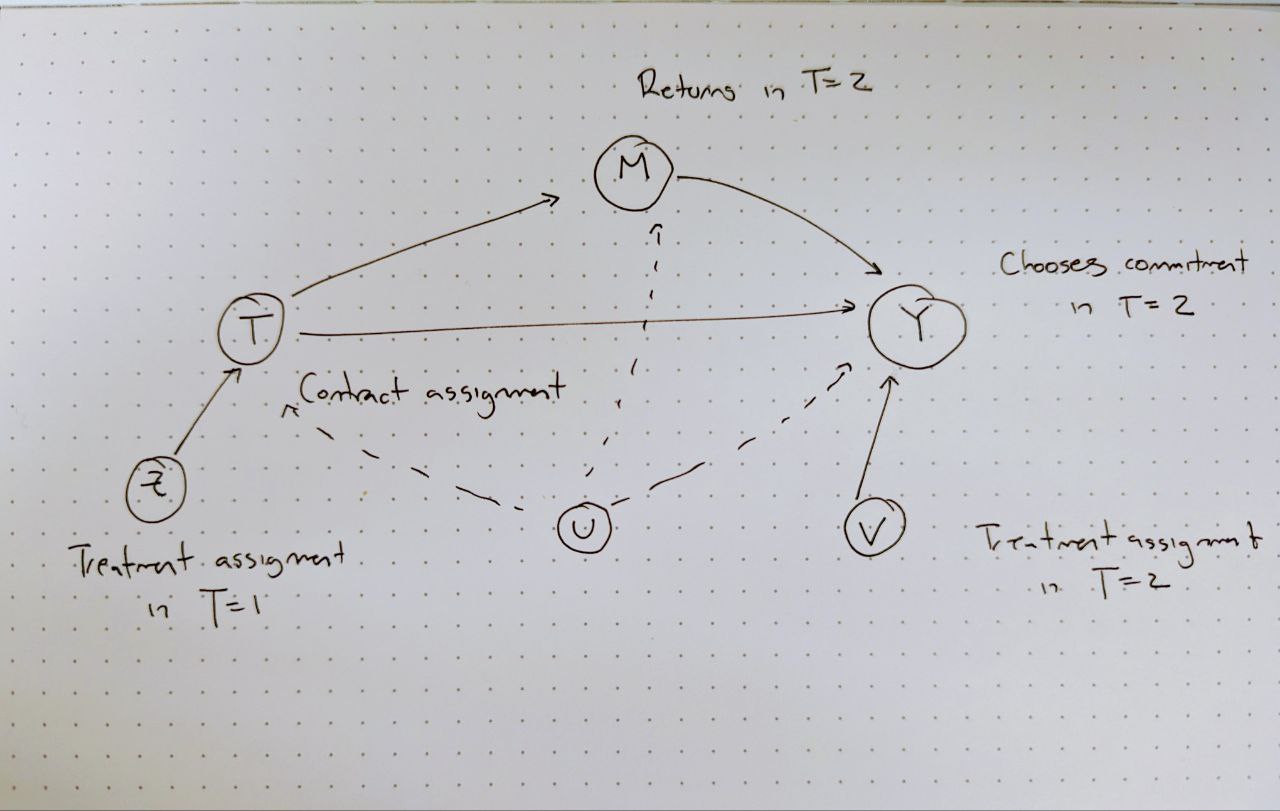 Returns in T=2
M
Chooses commitment
in T=2
T
Y
Contract assignment
Z
U
V
Treatment assignment
in T=1
Treatment assignment
in T=2